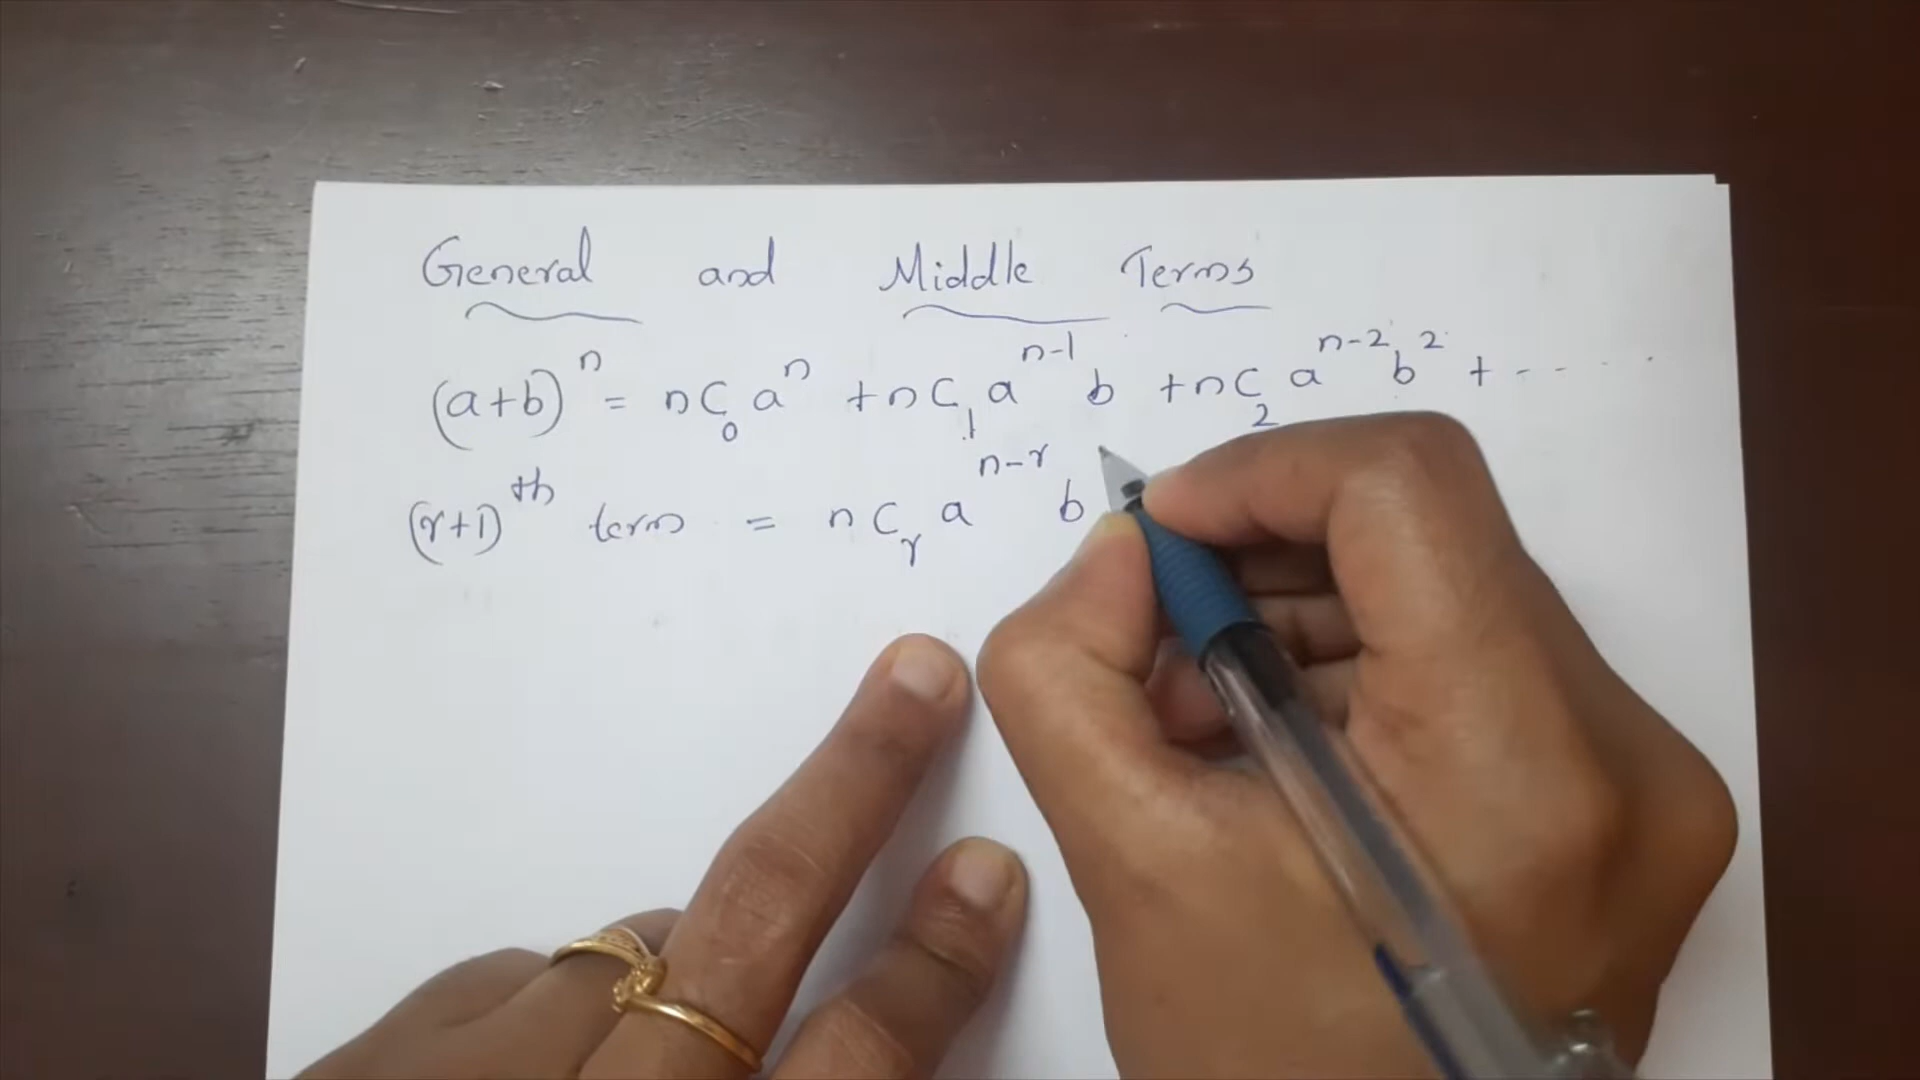 General and Middle Terms
(a+b)^n = nC₀ a^n + nC₁ a^(n-1) b + nC₂ a^(n-2) b^2 + - - - - -
(r+1)^th term = nCᵣ a^(n-r) b